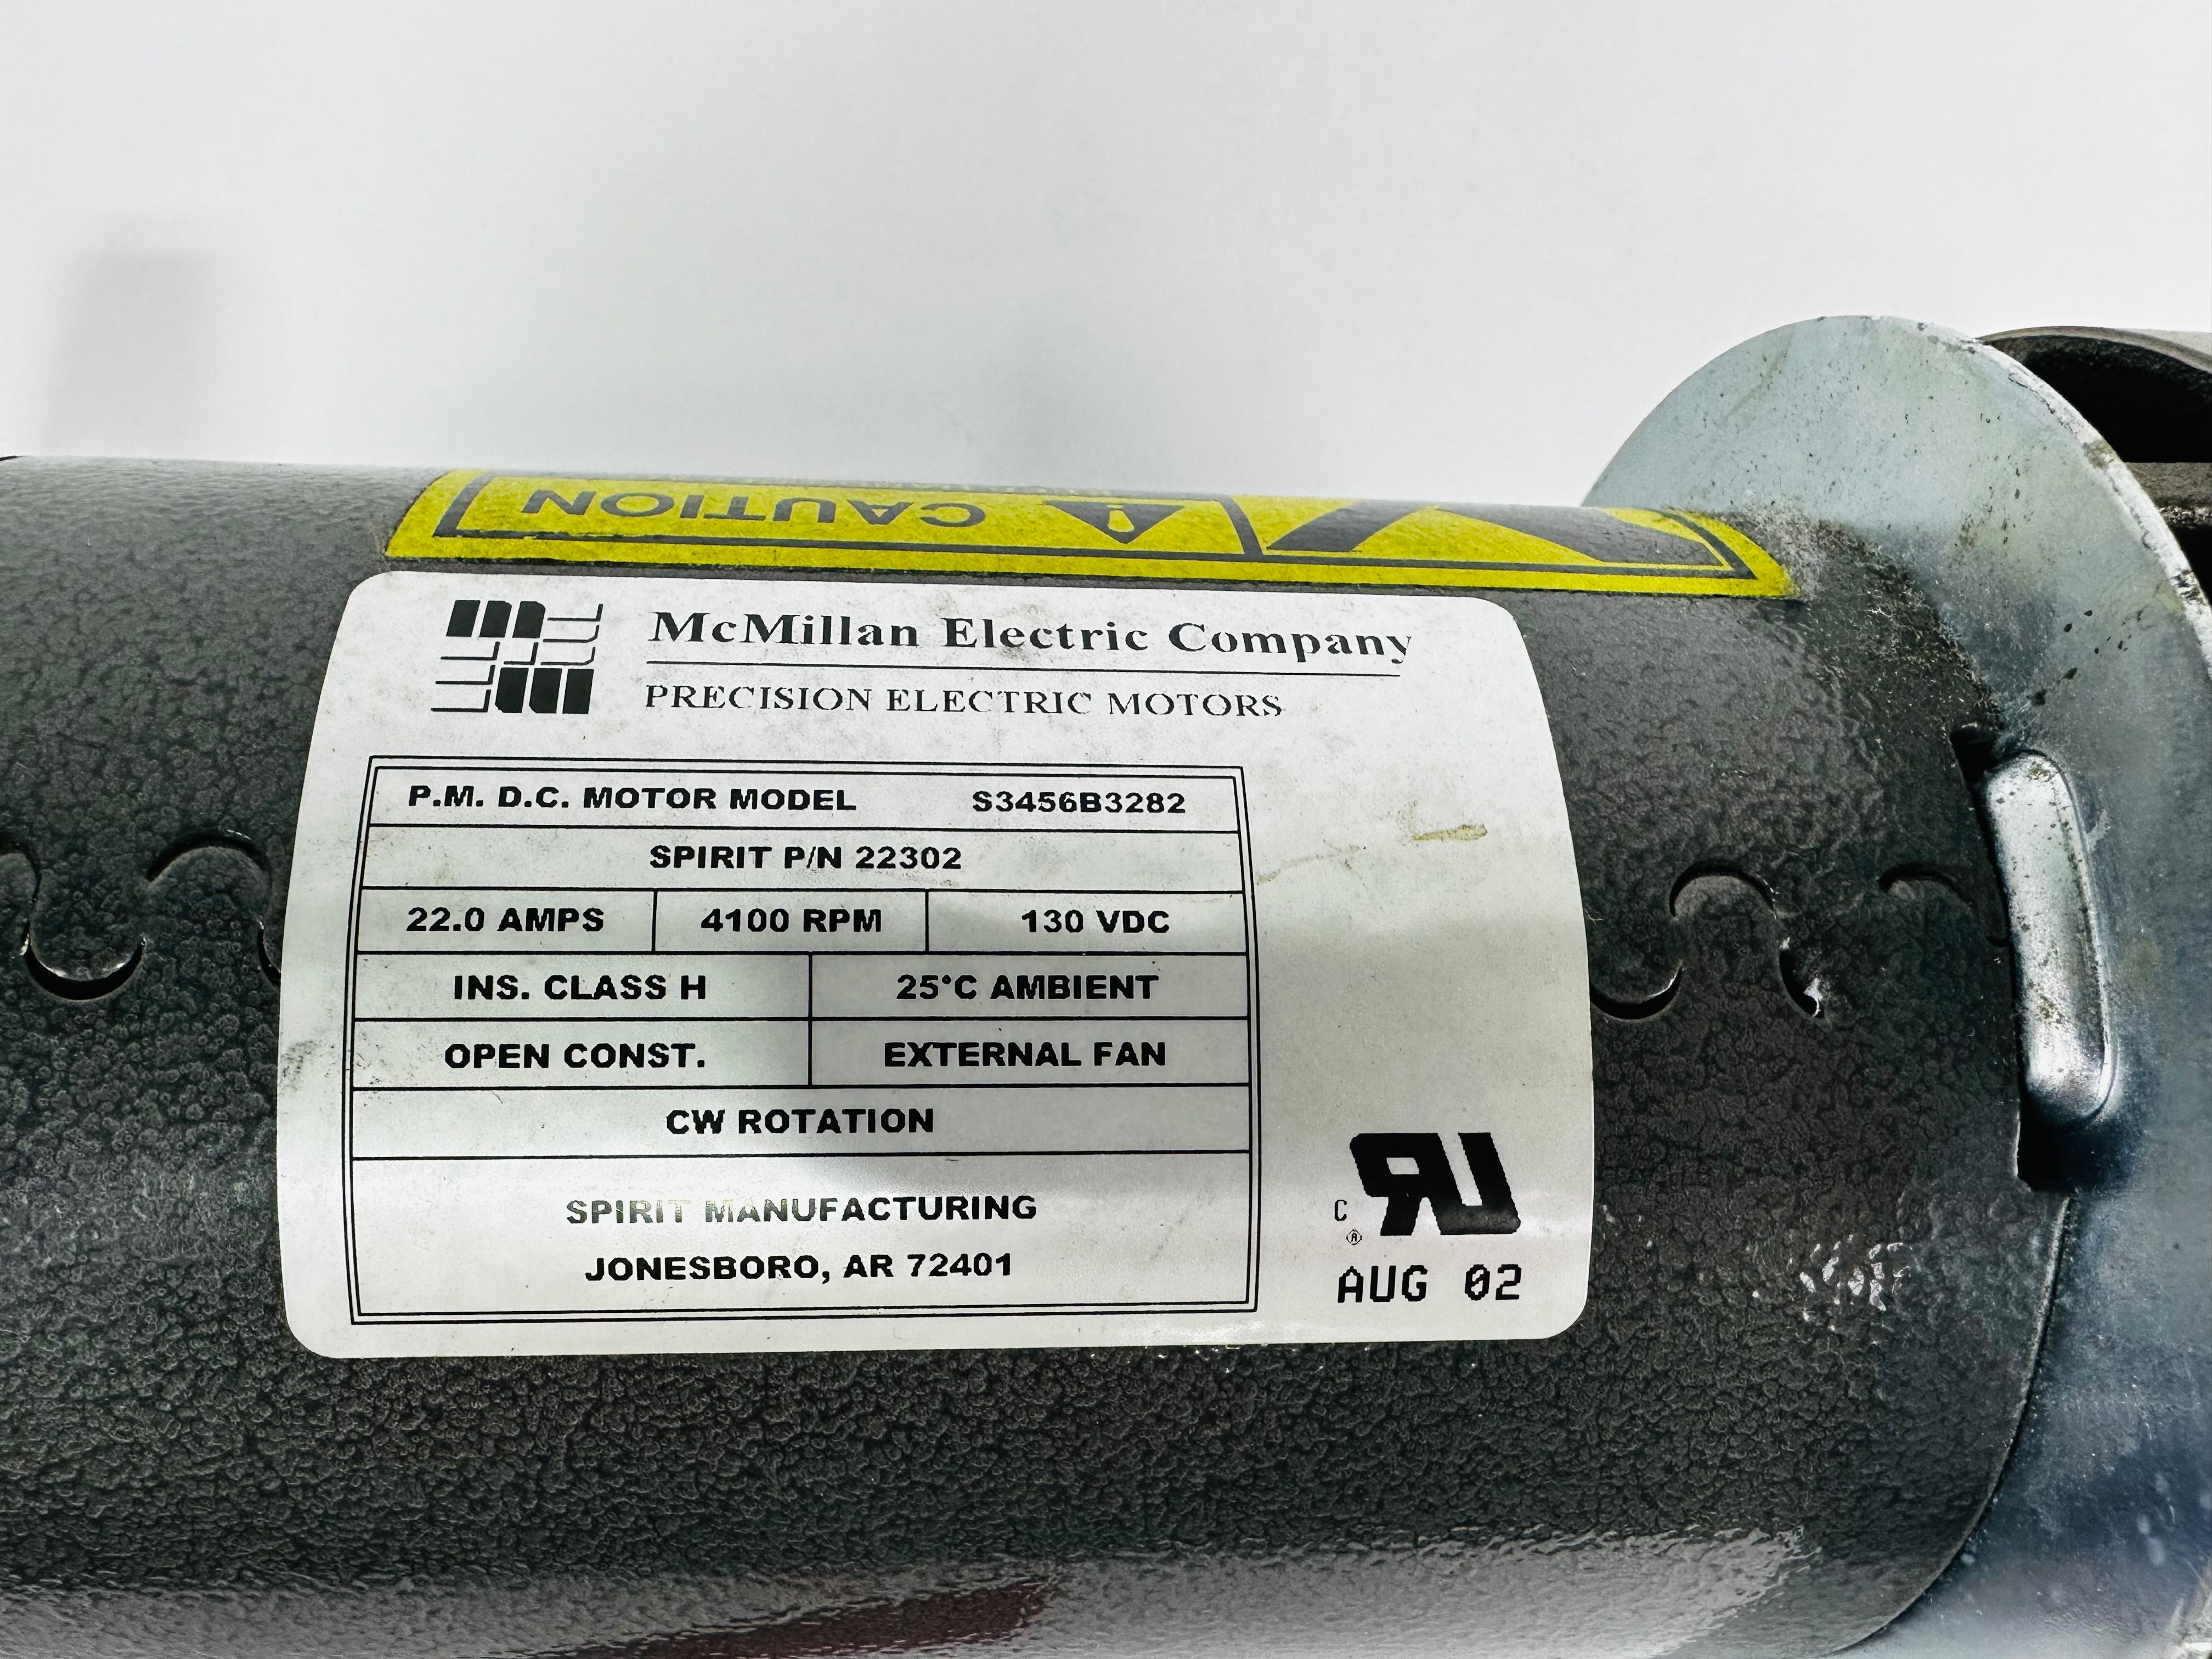 CAUTION
McMillan Electric Company
PRECISION ELECTRIC MOTORS
P.M. D.C. MOTOR MODEL S3456B3282
SPIRIT P/N 22302
22.0 AMPS 4100 RPM 130 VDC
INS. CLASS H 25°C AMBIENT
OPEN CONST. EXTERNAL FAN
CW ROTATION
SPIRIT MANUFACTURING
JONESBORO, AR 72401
C RU
®
AUG 02